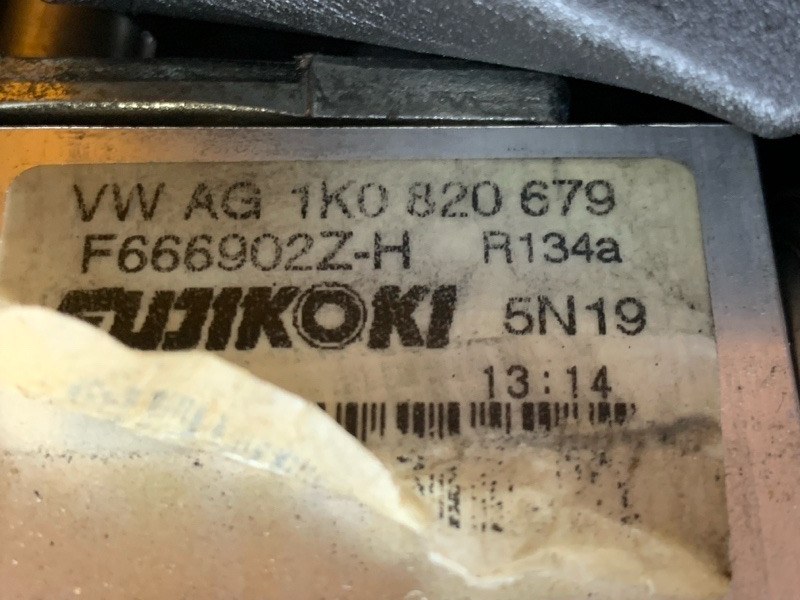 VW AG 1K0 820 679
F666902Z-H R134a
FUJIKOKI 5N19
13:14